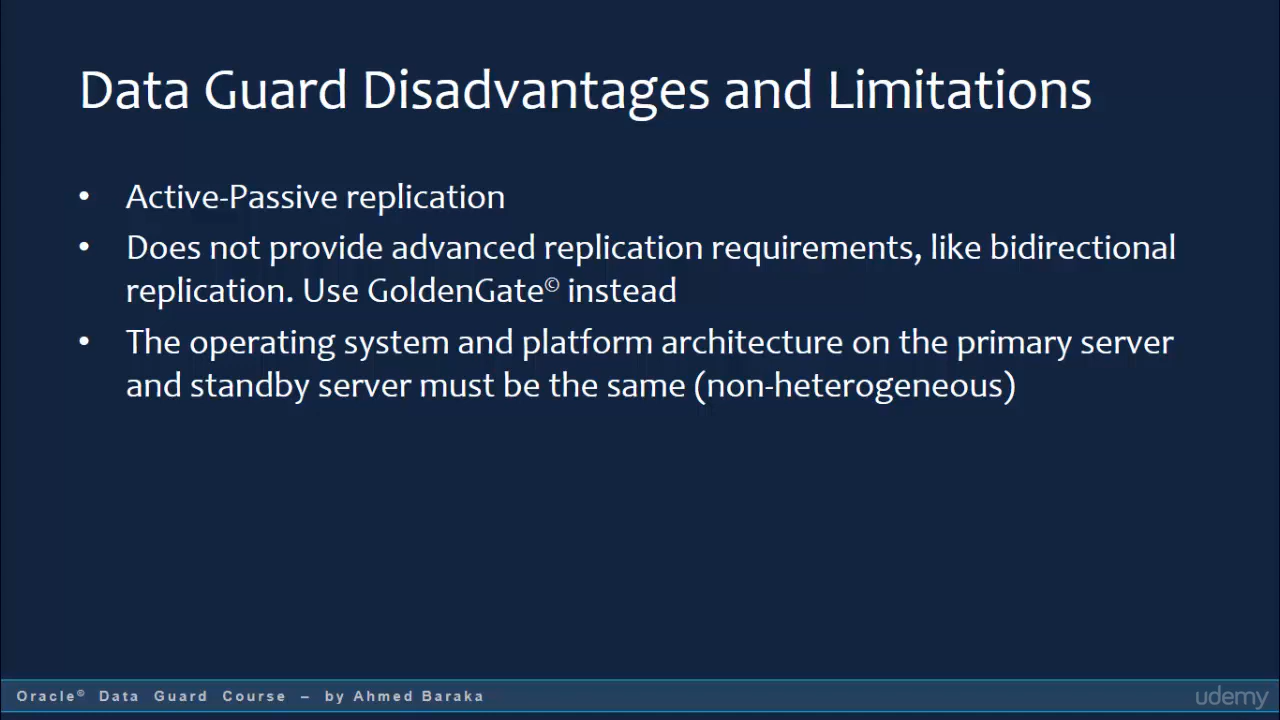 Data Guard Disadvantages and Limitations
• Active-Passive replication
• Does not provide advanced replication requirements, like bidirectional
replication. Use GoldenGate© instead
• The operating system and platform architecture on the primary server
and standby server must be the same (non-heterogeneous)
Oracle® Data Guard Course – by Ahmed Baraka
udemy